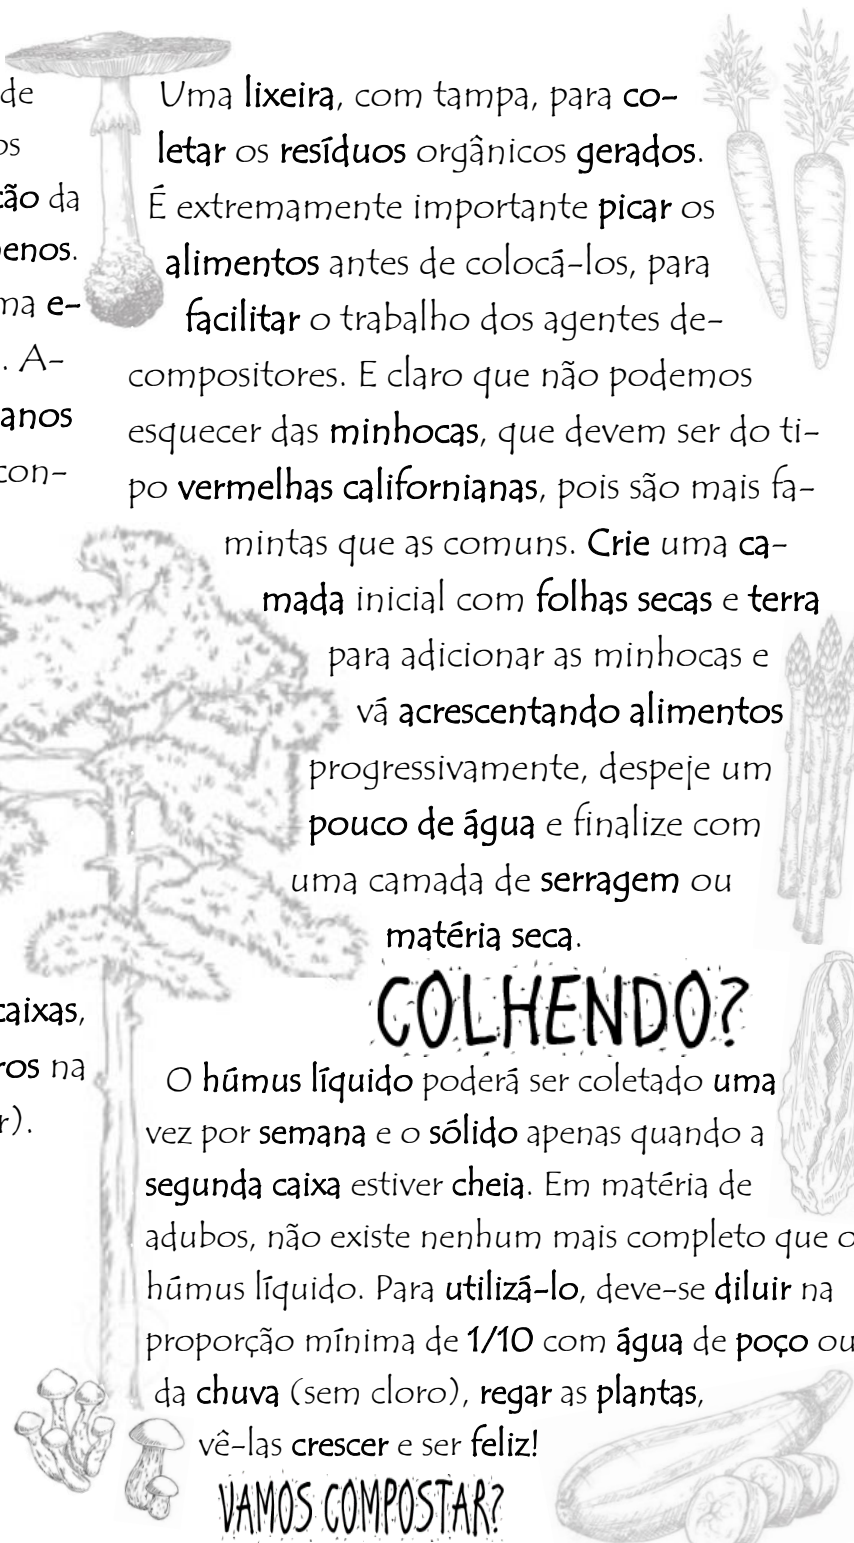 de
da
ma e-
. A-
anos
con-
caixas,
na
r).
Uma lixeira, com tampa, para co-
letar os resíduos orgânicos gerados.
É extremamente importante picar os
alimentos antes de colocá-los, para
facilitar o trabalho dos agentes de-
compositores. E claro que não podemos
esquecer das minhocas, que devem ser do ti-
po vermelhas californianas, pois são mais fa-
mintas que as comuns. Crie uma ca-
mada inicial com folhas secas e terra
para adicionar as minhocas e
vá acrescentando alimentos
progressivamente, despeje um
pouco de água e finalize com
uma camada de serragem ou
matéria seca.
COLHENDO?
O húmus líquido poderá ser coletado uma
vez por semana e o sólido apenas quando a
segunda caixa estiver cheia. Em matéria de
adubos, não existe nenhum mais completo que o
húmus líquido. Para utilizá-lo, deve-se diluir na
proporção mínima de 1/10 com água de poço ou
da chuva (sem cloro), regar as plantas,
vê-las crescer e ser feliz!
VAMOS COMPOSTAR?